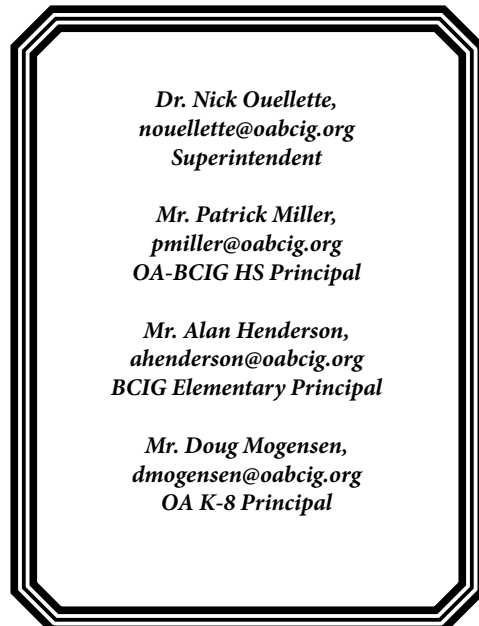 Dr. Nick Ouellette,
nouellette@oabcig.org
Superintendent
Mr. Patrick Miller,
pmiller@oabcig.org
OA-BCIG HS Principal
Mr. Alan Henderson,
ahenderson@oabcig.org
BCIG Elementary Principal
Mr. Doug Mogensen,
dmogensen@oabcig.org
OA K-8 Principal